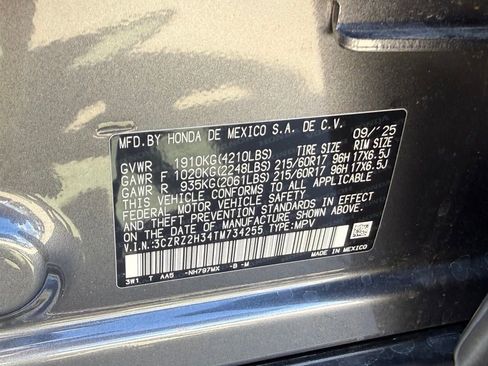 MFD.BY HONDA DE MEXICO S.A. DE C.V. 09/'25
TIRE SIZE RIM SIZE
GVWR 1910KG(4210LBS)
GAWR F 1020KG(2248LBS) 215/60R17 96H 17X6.5J
GAWR R 935KG(2061LBS) 215/60R17 96H 17X6.5J
THIS VEHICLE CONFORMS TO ALL APPLICABLE
FEDERAL MOTOR VEHICLE SAFETY
AND THEFT PREVENTION STANDARDS IN EFFECT
ON THE DATE OF MANUFACTURE SHOWN ABOVE.
V.I.N.:3CZRZ2H34TM734255 TYPE:MPV
MADE IN MEXICO
3W1 T AA5 -NH797MX -B -M